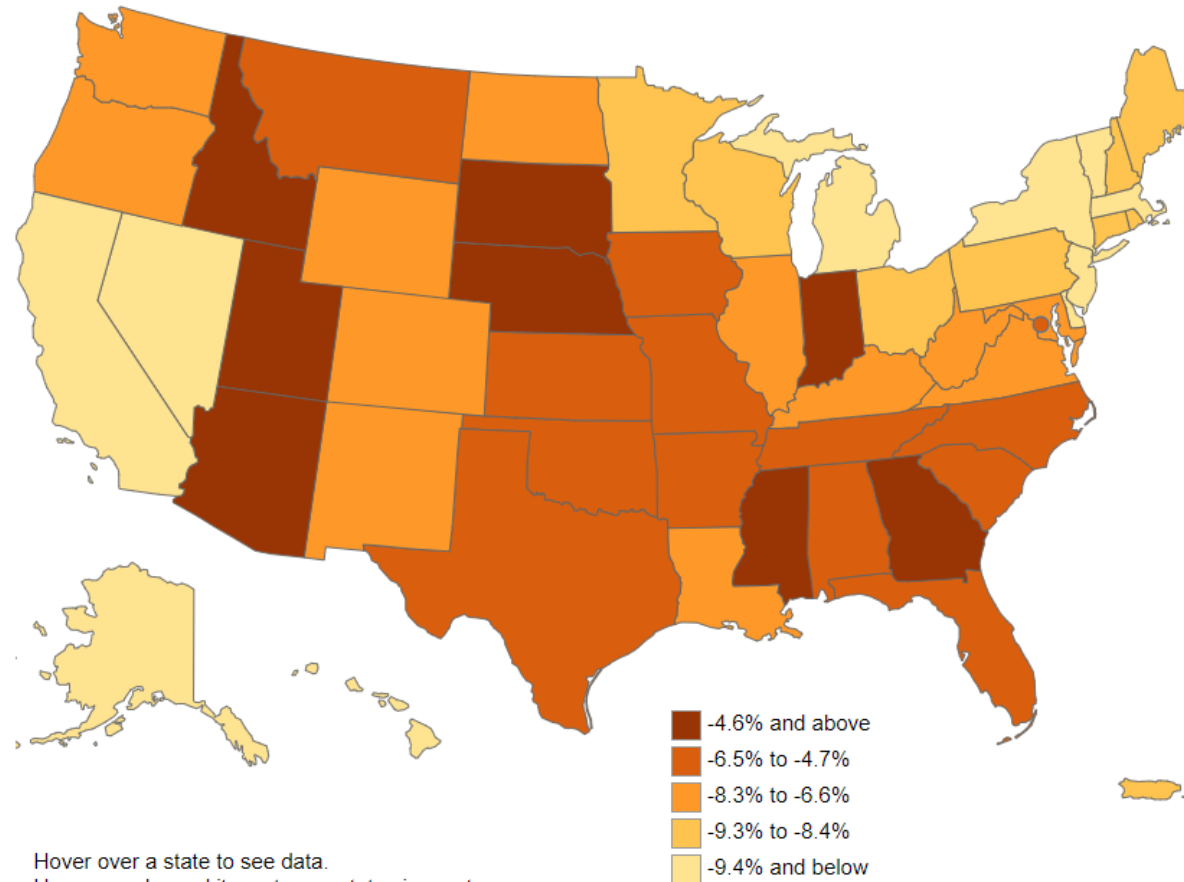 -4.6% and above
-6.5% to -4.7%
-8.3% to -6.6%
-9.3% to -8.4%
-9.4% and below
Hover over a state to see data.